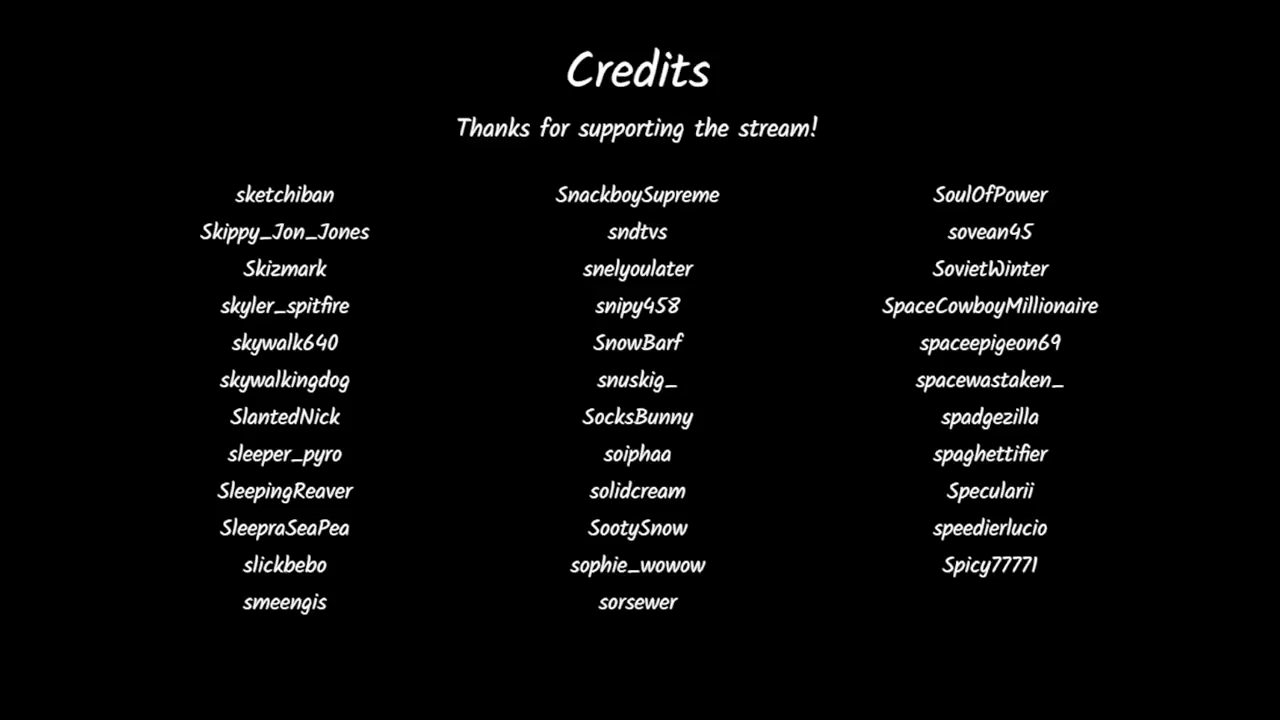 Credits
Thanks for supporting the stream!
sketchiban
Skippy_Jon_Jones
Skizmark
skyler_spitfire
skywalk640
skywalkingdog
SlantedNick
sleeper_pyro
SleepingReaver
SleepraSeaPea
slickbebo
smeengis
SnackboySupreme
sndtvs
snelyoulater
snipy458
SnowBarf
snuskig_
SocksBunny
soiphaa
solidcream
SootySnow
sophie_wowow
sorsewer
SoulOfPower
sovean45
SovietWinter
SpaceCowboyMillionaire
spaceepigeon69
spacewastaken_
spadgezilla
spaghettifier
Specularii
speedierlucio
Spicy77771